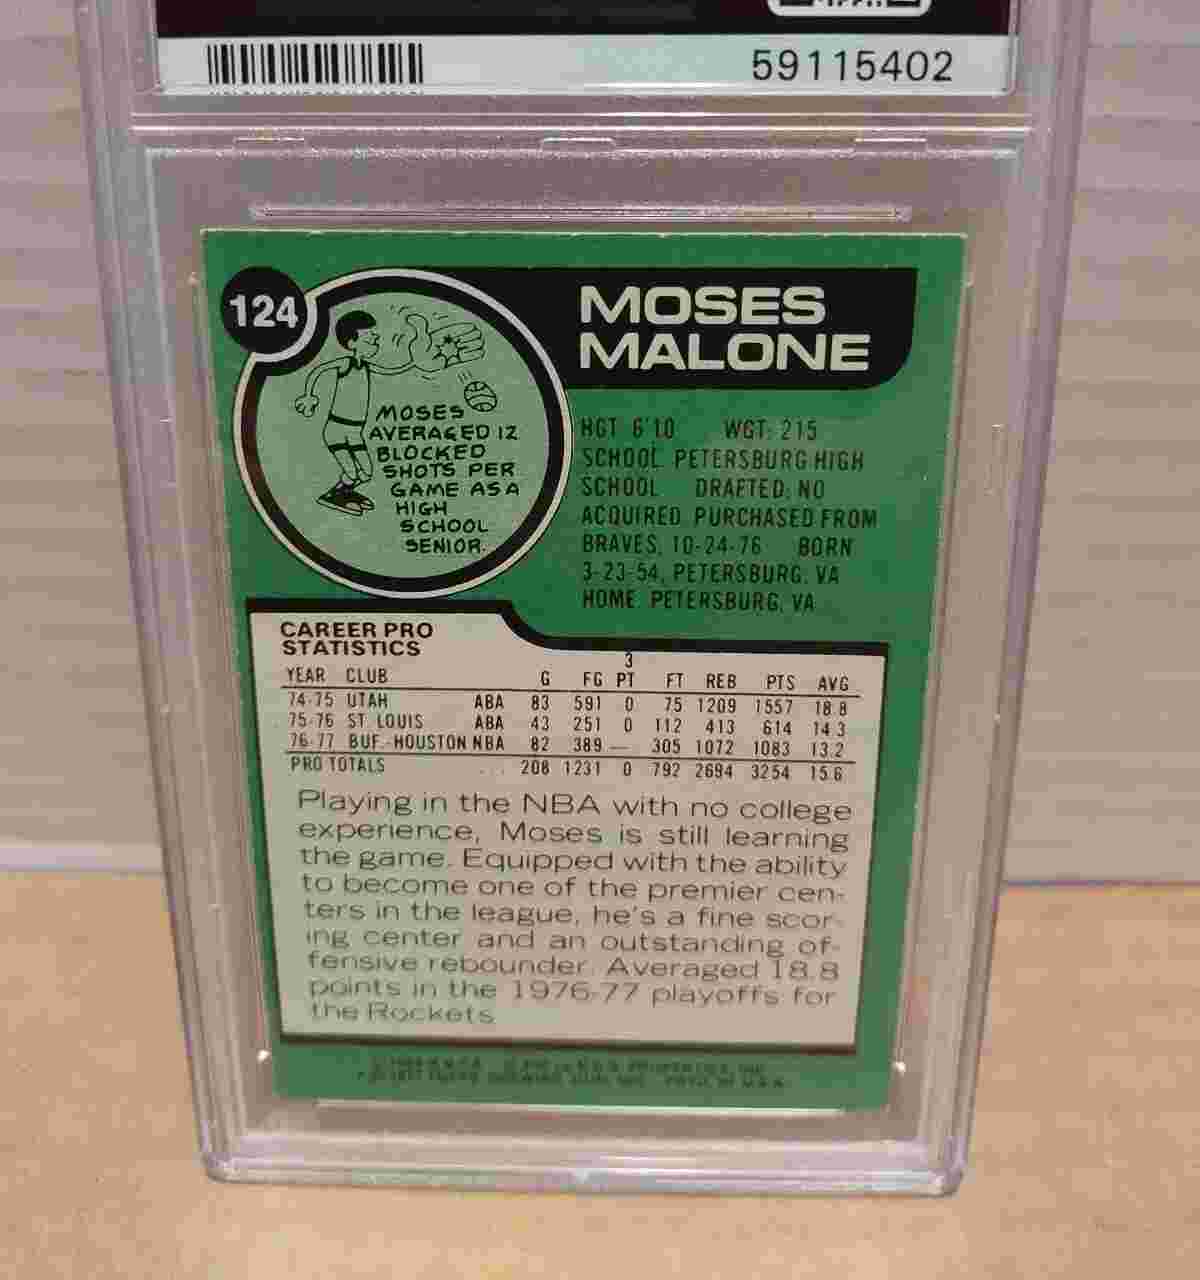 59115402
124
MOSES
MALONE
MOSES
AVERAGED 12
BLOCKED
SHOTS PER
GAME AS A
HIGH
SCHOOL
SENIOR.
HGT 6'10 WGT: 215
SCHOOL PETERSBURG HIGH
SCHOOL DRAFTED: NO
ACQUIRED PURCHASED FROM
BRAVES, 10-24-76 BORN
3-23-54, PETERSBURG, VA
HOME PETERSBURG, VA
CAREER PRO
STATISTICS
3
YEAR CLUB G FG PT FT REB PTS AVG
74-75 UTAH ABA 83 591 0 75 1209 1557 18.8
75-76 ST LOUIS ABA 43 251 0 112 413 614 14.3
76-77 BUF.-HOUSTON NBA 82 389 — 305 1072 1083 13.2
PRO TOTALS ... 208 1231 0 792 2694 3254 15.6
Playing in the NBA with no college
experience, Moses is still learning
the game. Equipped with the ability
to become one of the premier cen-
ters in the league, he's a fine scor-
ing center and an outstanding of-
fensive rebounder. Averaged 18.8
points in the 1976-77 playoffs for
the Rockets.